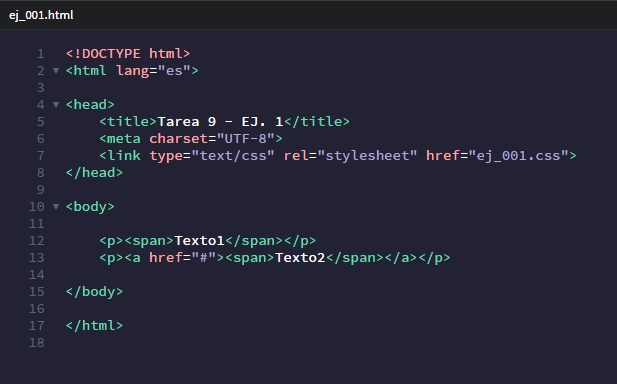 ej_001.html
1 <!DOCTYPE html>
2 <html lang="es">
3
4 <head>
5     <title>Tarea 9 - EJ. 1</title>
6     <meta charset="UTF-8">
7     <link type="text/css" rel="stylesheet" href="ej_001.css">
8 </head>
9
10 <body>
11
12     <p><span>Texto1</span></p>
13     <p><a href="#"><span>Texto2</span></a></p>
14
15 </body>
16
17 </html>
18